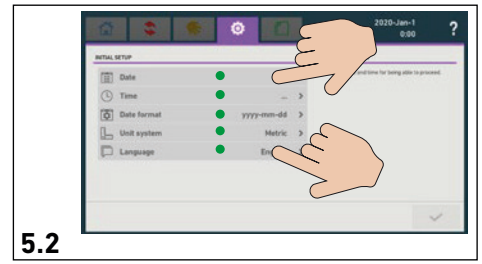 2020-Jan-1
0:00
?
INITIAL SETUP
and time for being able to proceed.
Date
Time ... >
Date format yyyy-mm-dd >
Unit system Metric >
Language
5.2